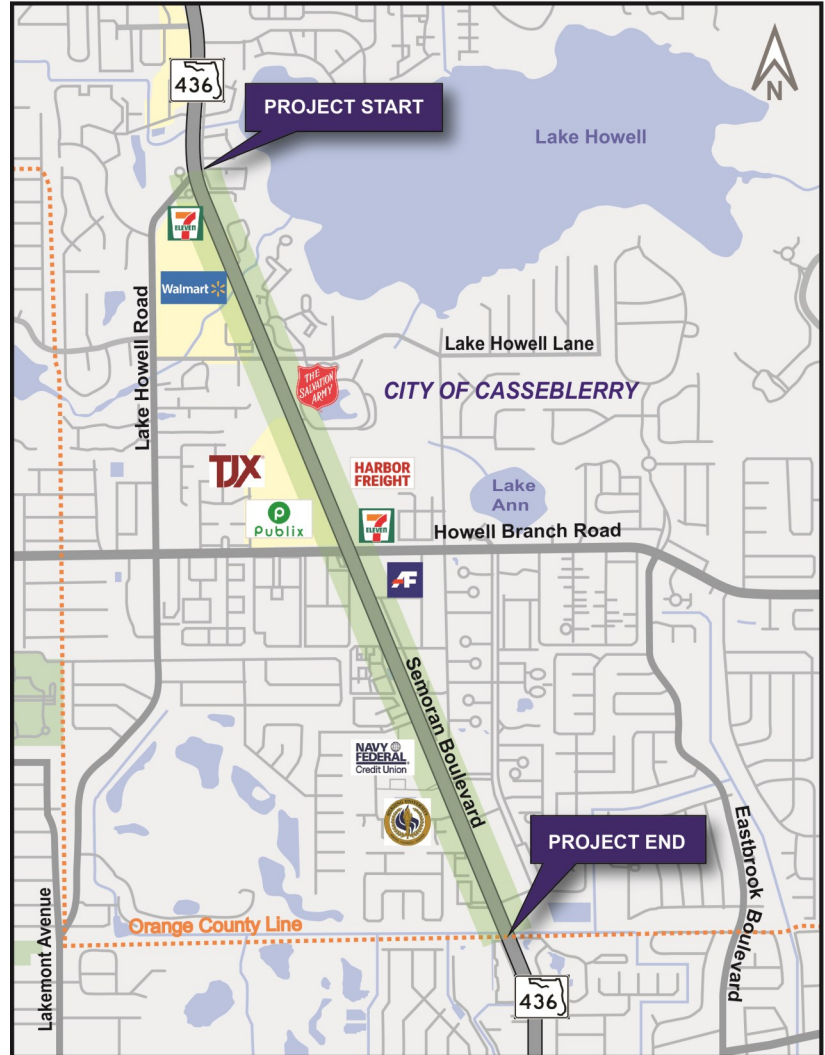 436
PROJECT START
N
Lake Howell
7
ELEVEN
Walmart
Lake Howell Road
Lake Howell Lane
THE
SALVATION
ARMY
CITY OF CASSEBLERRY
TJX
HARBOR
FREIGHT
Lake
Ann
Publix
7
ELEVEN
Howell Branch Road
AF
Semoran Boulevard
NAVY
FEDERAL
Credit Union
PROJECT END
Eastbrook Boulevard
Orange County Line
Lakemont Avenue
436